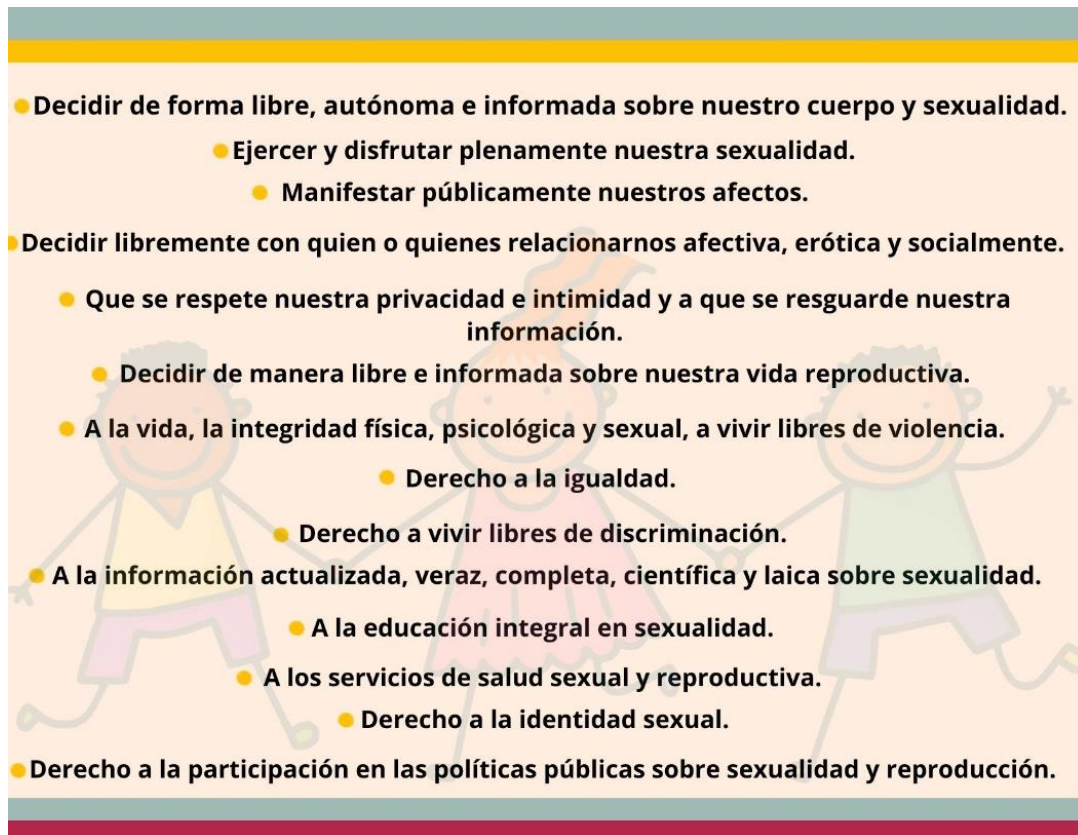 Decidir de forma libre, autónoma e informada sobre nuestro cuerpo y sexualidad.
Ejercer y disfrutar plenamente nuestra sexualidad.
Manifestar públicamente nuestros afectos.
Decidir libremente con quien o quienes relacionarnos afectiva, erótica y socialmente.
Que se respete nuestra privacidad e intimidad y a que se resguarde nuestra
información.
Decidir de manera libre e informada sobre nuestra vida reproductiva.
A la vida, la integridad física, psicológica y sexual, a vivir libres de violencia.
Derecho a la igualdad.
Derecho a vivir libres de discriminación.
A la información actualizada, veraz, completa, científica y laica sobre sexualidad.
A la educación integral en sexualidad.
A los servicios de salud sexual y reproductiva.
Derecho a la identidad sexual.
Derecho a la participación en las políticas públicas sobre sexualidad y reproducción.